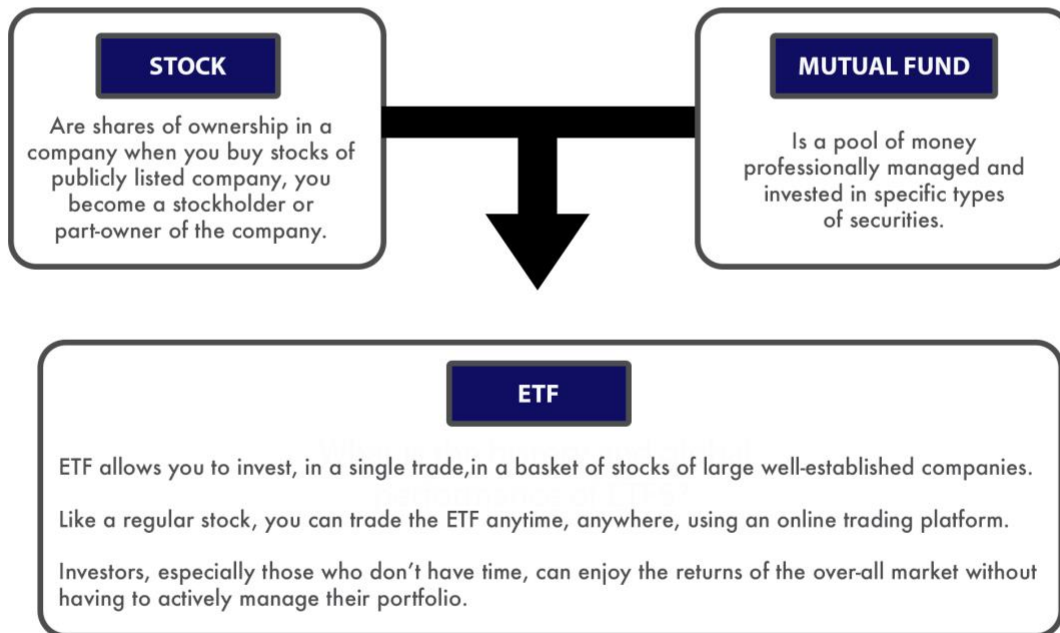 STOCK
Are shares of ownership in a
company when you buy stocks of
publicly listed company, you
become a stockholder or
part-owner of the company.
MUTUAL FUND
Is a pool of money
professionally managed and
invested in specific types
of securities.
ETF
ETF allows you to invest, in a single trade,in a basket of stocks of large well-established companies.
Like a regular stock, you can trade the ETF anytime, anywhere, using an online trading platform.
Investors, especially those who don’t have time, can enjoy the returns of the over-all market without
having to actively manage their portfolio.